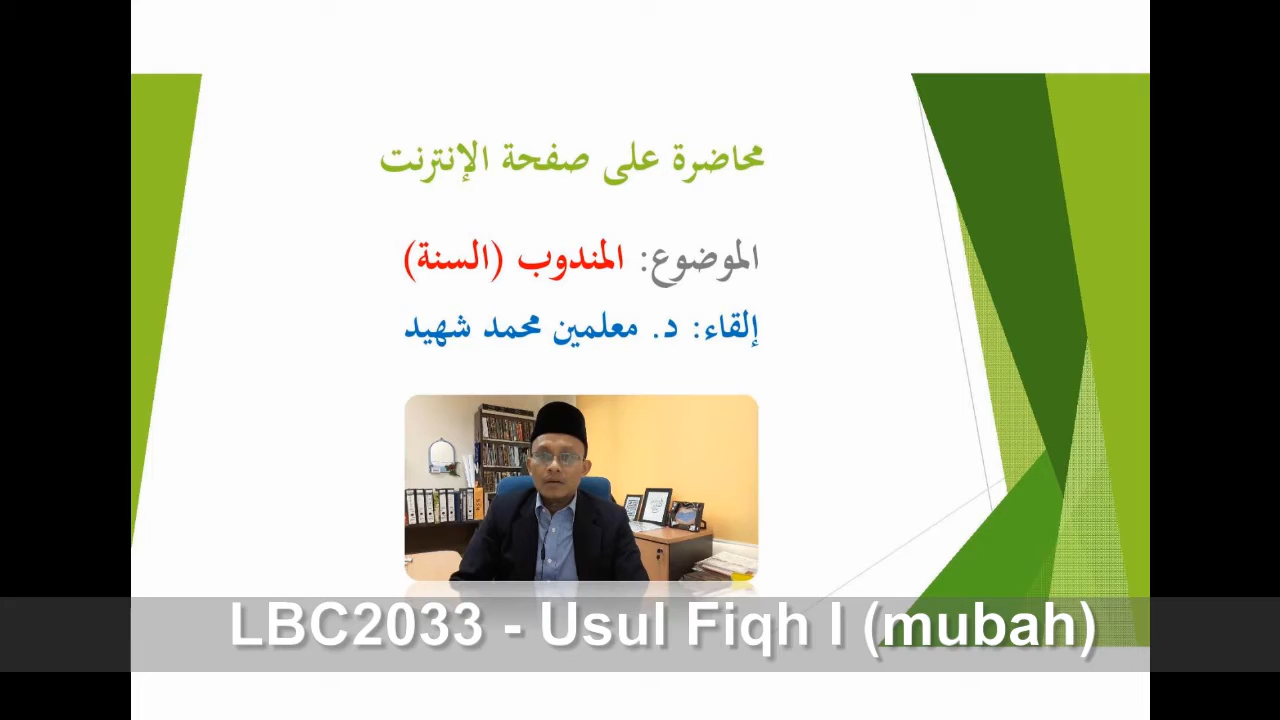 محاضرة على صفحة الإنترنت
الموضوع: المندوب (السنة)
إلقاء: د. معلمين محمد شهيد
LBC2033 - Usul Fiqh I (mubah)